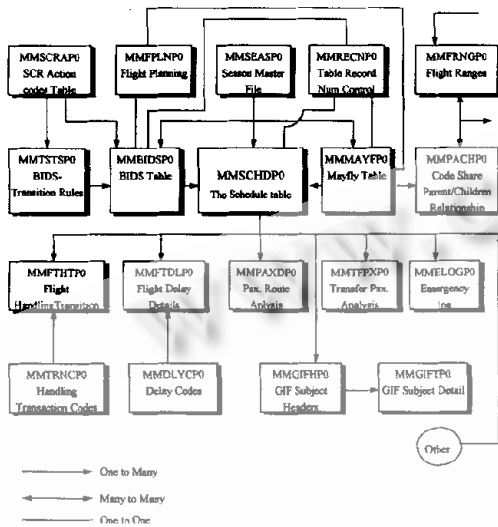 MMSCRAP0
SCR Action
codes Table
MMFPLNP0
Flight Planning
MMSEASP0
Season Master
File
MMRECNP0
Table Record
Num Control
MMFRNGP0
Flight Ranges
MMTSTSP0
BIDS-
Transition Rules
MMBIDSP0
BIDS Table
MMSCHDP0
The Schedule table
MMMAYFP0
Mayfly Table
MMPACHP0
Code Share
Parent/Children
Relationship
MMFTHTP0
Flight
HandlingTransition
MMFTDLP0
Flight Delay
Details
MMPAXDP0
Pax. Route
Anlysis
MMTFPXP0
Transfer Pax.
Analysis
MMELOGP0
Emergency
log
MMTRNCP0
Handling
Transaction Codes
MMDLYCP0
Delay Codes
MMGIFHP0
GIF Subject
Headers
MMGIFTP0
GIF Subject Detail
Other
One to Many
Many to Many
One to One